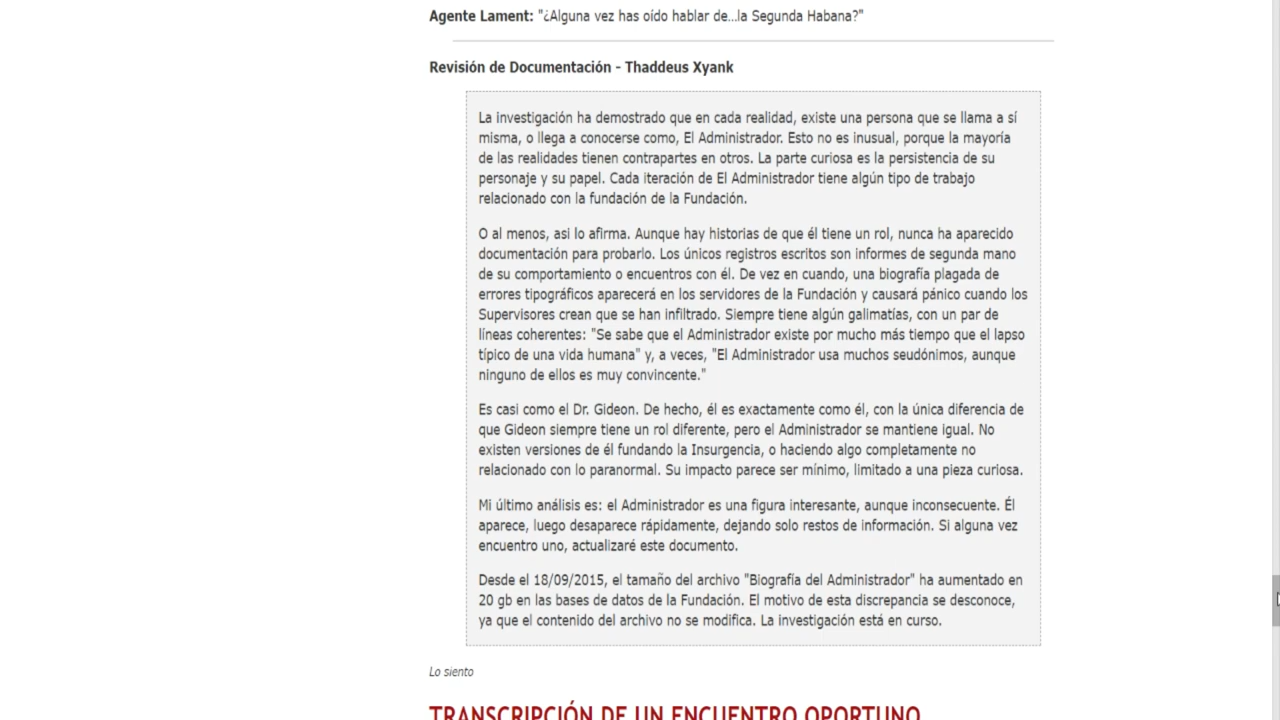 Agente Lament: "¿Alguna vez has oído hablar de...la Segunda Habana?"
Revisión de Documentación - Thaddeus Xyank
La investigación ha demostrado que en cada realidad, existe una persona que se llama a sí
misma, o llega a conocerse como, El Administrador. Esto no es inusual, porque la mayoría
de las realidades tienen contrapartes en otros. La parte curiosa es la persistencia de su
personaje y su papel. Cada iteración de El Administrador tiene algún tipo de trabajo
relacionado con la fundación de la Fundación.
O al menos, asi lo afirma. Aunque hay historias de que él tiene un rol, nunca ha aparecido
documentación para probarlo. Los únicos registros escritos son informes de segunda mano
de su comportamiento o encuentros con él. De vez en cuando, una biografía plagada de
errores tipográficos aparecerá en los servidores de la Fundación y causará pánico cuando los
Supervisores crean que se han infiltrado. Siempre tiene algún galimatías, con un par de
líneas coherentes: "Se sabe que el Administrador existe por mucho más tiempo que el lapso
típico de una vida humana" y, a veces, "El Administrador usa muchos seudónimos, aunque
ninguno de ellos es muy convincente."
Es casi como el Dr. Gideon. De hecho, él es exactamente como él, con la única diferencia de
que Gideon siempre tiene un rol diferente, pero el Administrador se mantiene igual. No
existen versiones de él fundando la Insurgencia, o haciendo algo completamente no
relacionado con lo paranormal. Su impacto parece ser mínimo, limitado a una pieza curiosa.
Mi último análisis es: el Administrador es una figura interesante, aunque inconsecuente. Él
aparece, luego desaparece rápidamente, dejando solo restos de información. Si alguna vez
encuentro uno, actualizaré este documento.
Desde el 18/09/2015, el tamaño del archivo "Biografía del Administrador" ha aumentado en
20 gb en las bases de datos de la Fundación. El motivo de esta discrepancia se desconoce,
ya que el contenido del archivo no se modifica. La investigación está en curso.
Lo siento
TRANSCRIPCIÓN DE UN ENCUENTRO OPORTUNO